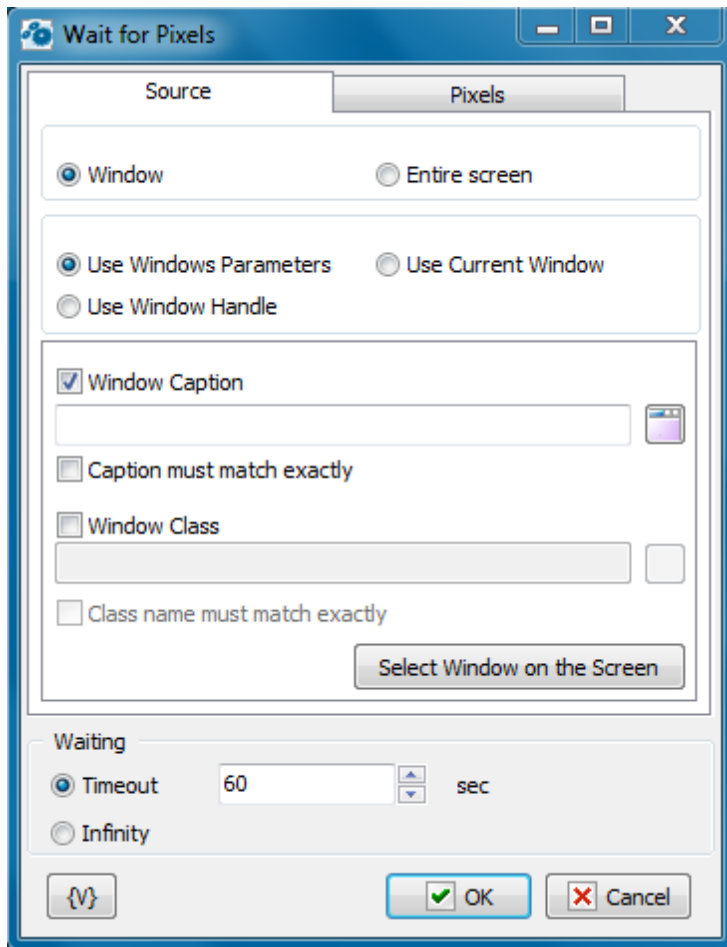 Wait for Pixels
Source Pixels
Window Entire screen
Use Windows Parameters Use Current Window
Use Window Handle
Window Caption
Caption must match exactly
Window Class
Class name must match exactly
Select Window on the Screen
Waiting
Timeout 60 sec
Infinity
{V} OK Cancel